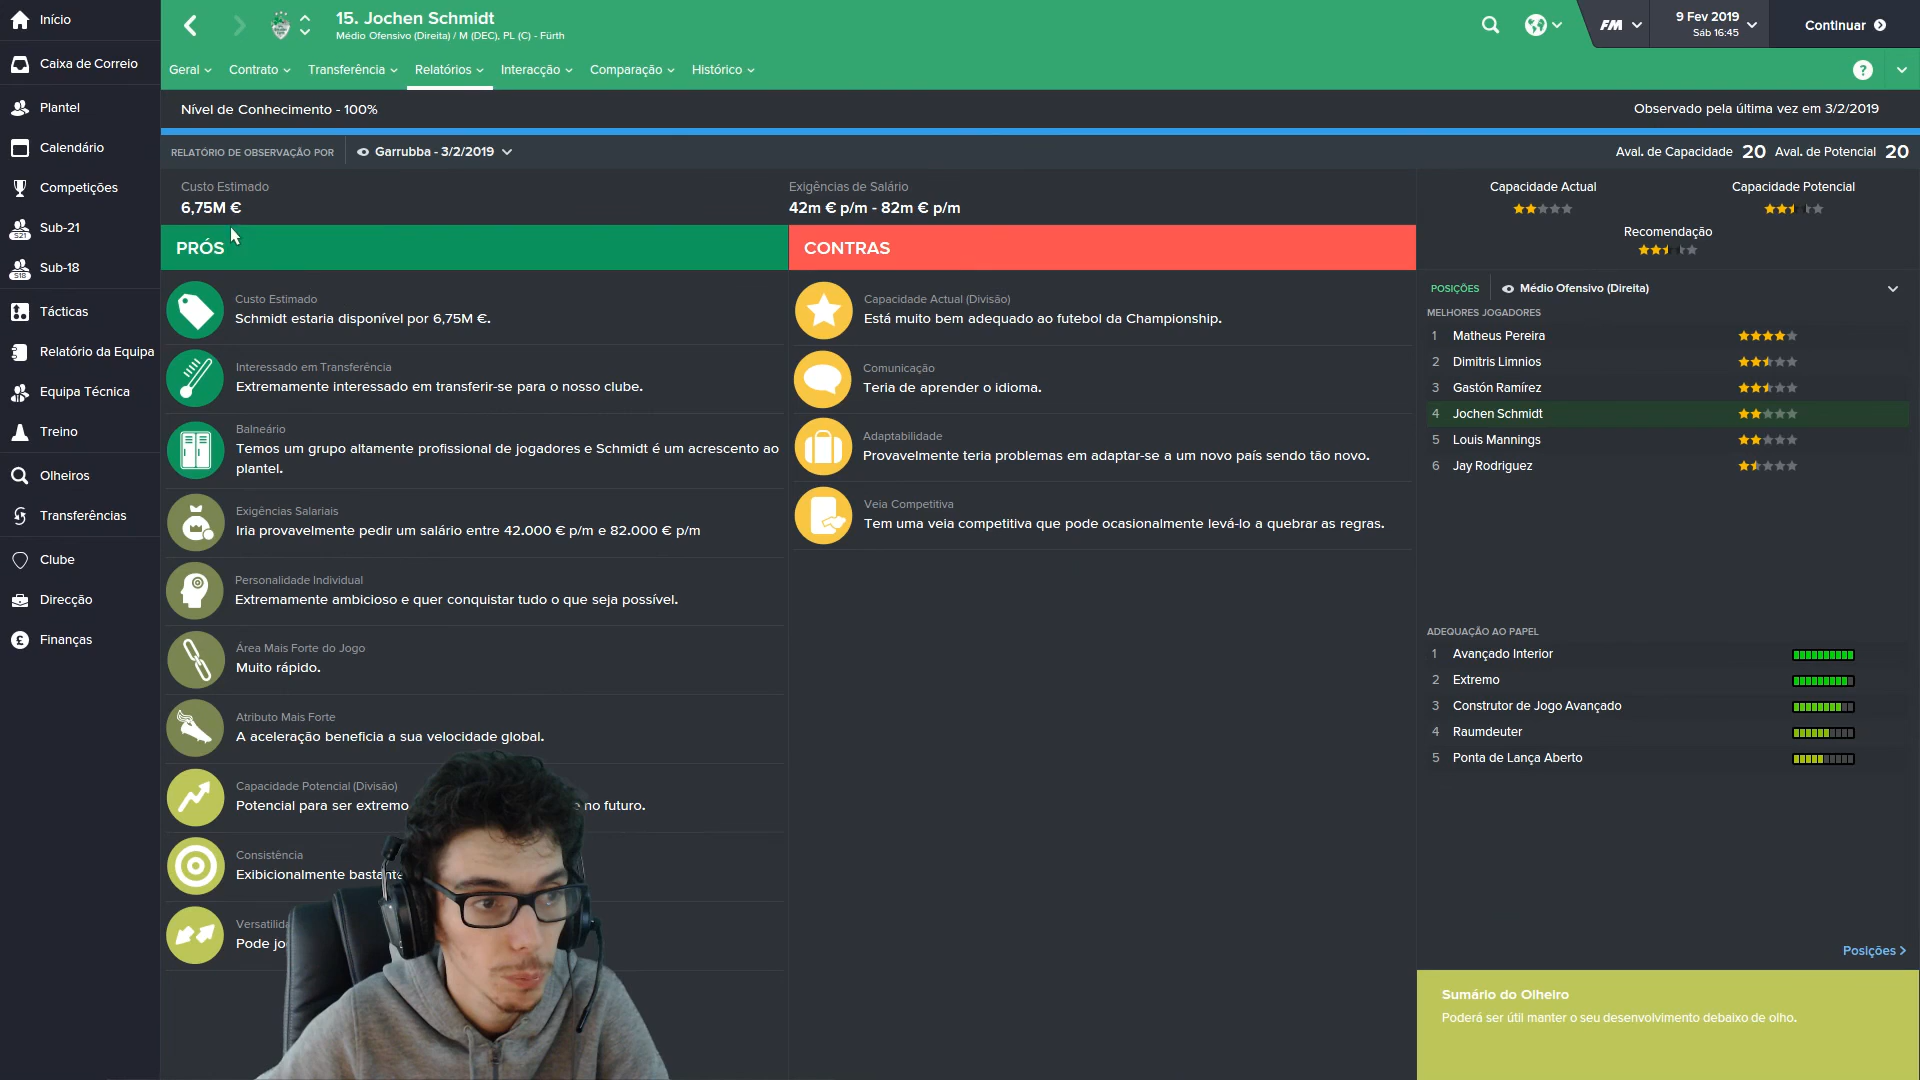 Início
Caixa de Correio
Plantel
Calendário
Competições
Sub-21
Sub-18
Tácticas
Relatório da Equipa
Equipa Técnica
Treino
Olheiros
Transferências
Clube
Direcção
Finanças
15. Jochen Schmidt
Médio Ofensivo (Direita) / M (DEC), PL (C) - Fürth
FM
9 Fev 2019
Sáb 16:45
Continuar
Geral
Contrato
Transferência
Relatórios
Interacção
Comparação
Histórico
?
Nível de Conhecimento - 100%
Observado pela última vez em 3/2/2019
RELATÓRIO DE OBSERVAÇÃO POR
Garrubba - 3/2/2019
Aval. de Capacidade 20 Aval. de Potencial 20
Custo Estimado
6,75M €
Exigências de Salário
42m € p/m - 82m € p/m
Capacidade Actual
Capacidade Potencial
Recomendação
PRÓS
Custo Estimado
Schmidt estaria disponível por 6,75M €.
Interessado em Transferência
Extremamente interessado em transferir-se para o nosso clube.
Balneário
Temos um grupo altamente profissional de jogadores e Schmidt é um acrescento ao
plantel.
Exigências Salariais
Iria provavelmente pedir um salário entre 42.000 € p/m e 82.000 € p/m
Personalidade Individual
Extremamente ambicioso e quer conquistar tudo o que seja possível.
Área Mais Forte do Jogo
Muito rápido.
Atributo Mais Forte
A aceleração beneficia a sua velocidade global.
Capacidade Potencial (Divisão)
Potencial para ser extremo no futuro.
Consistência
Exibicionalmente
Pode
CONTRAS
Capacidade Actual (Divisão)
Está muito bem adequado ao futebol da Championship.
Comunicação
Teria de aprender o idioma.
Adaptabilidade
Provavelmente teria problemas em adaptar-se a um novo país sendo tão novo.
Veia Competitiva
Tem uma veia competitiva que pode ocasionalmente levá-lo a quebrar as regras.
POSIÇÕES
Médio Ofensivo (Direita)
MELHORES JOGADORES
1 Matheus Pereira
2 Dimitris Limnios
3 Gastón Ramírez
4 Jochen Schmidt
5 Louis Mannings
6 Jay Rodriguez
ADEQUAÇÃO AO PAPEL
1 Avançado Interior
2 Extremo
3 Construtor de Jogo Avançado
4 Raumdeuter
5 Ponta de Lança Aberto
Posições >
Sumário do Olheiro
Poderá ser útil manter o seu desenvolvimento debaixo de olho.